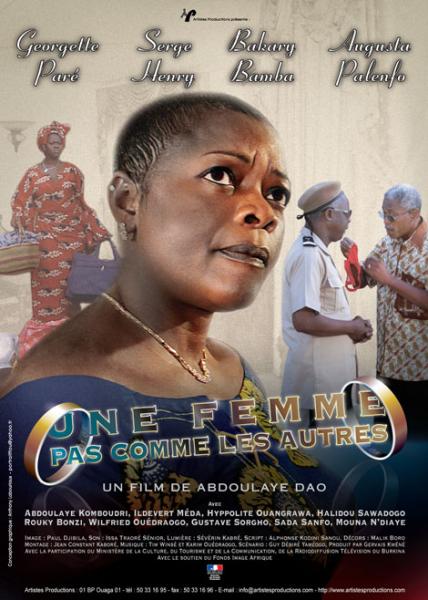 Artistes Productions présente
Georgette Paré
Serge Henry
Bakary Bamba
Augusta Palenfo
UNE FEMME
PAS COMME LES AUTRES
UN FILM DE ABDOULAYE DAO
AVEC
ABDOULAYE KOMBOUDRI, ILDEVERT MÉDA, HYPPOLITE OUANGRAWA, HALIDOU SAWADOGO
ROUKY BONZI, WILFRIED OUÉDRAOGO, GUSTAVE SORGHO, SADA SANFO, MOUNA N'DIAYE
IMAGE : PAUL DJIBILA, SON : ISSA TRAORÉ SÉNIOR, LUMIÈRE : SÉVÉRIN KABRÉ, SCRIPT : ALPHONSE KODINI SANOU, DÉCORS : MALIK BORO
MONTAGE : JEAN CONSTANT KABORÉ, MUSIQUE : TIM WINSÉ ET KARIM OUÉDRAOGO, SCÉNARIO : GUY DÉSIRÉ YAMÉOGO, PRODUIT PAR GERVAIS HIEN
AVEC LA PARTICIPATION DU MINISTÈRE DE LA CULTURE, DU TOURISME ET DE LA COMMUNICATION, DE LA RADIODIFFUSION TÉLÉVISION DU BURKINA
AVEC LE SOUTIEN DU FONDS IMAGE AFRIQUE
Artistes Productions : 01 BP Ouaga 01 - tel : 50 33 16 95 - fax : 50 33 16 96 - E-mail : info@artistesproductions.com - http://www.artistesproductions.com
Conception graphique :